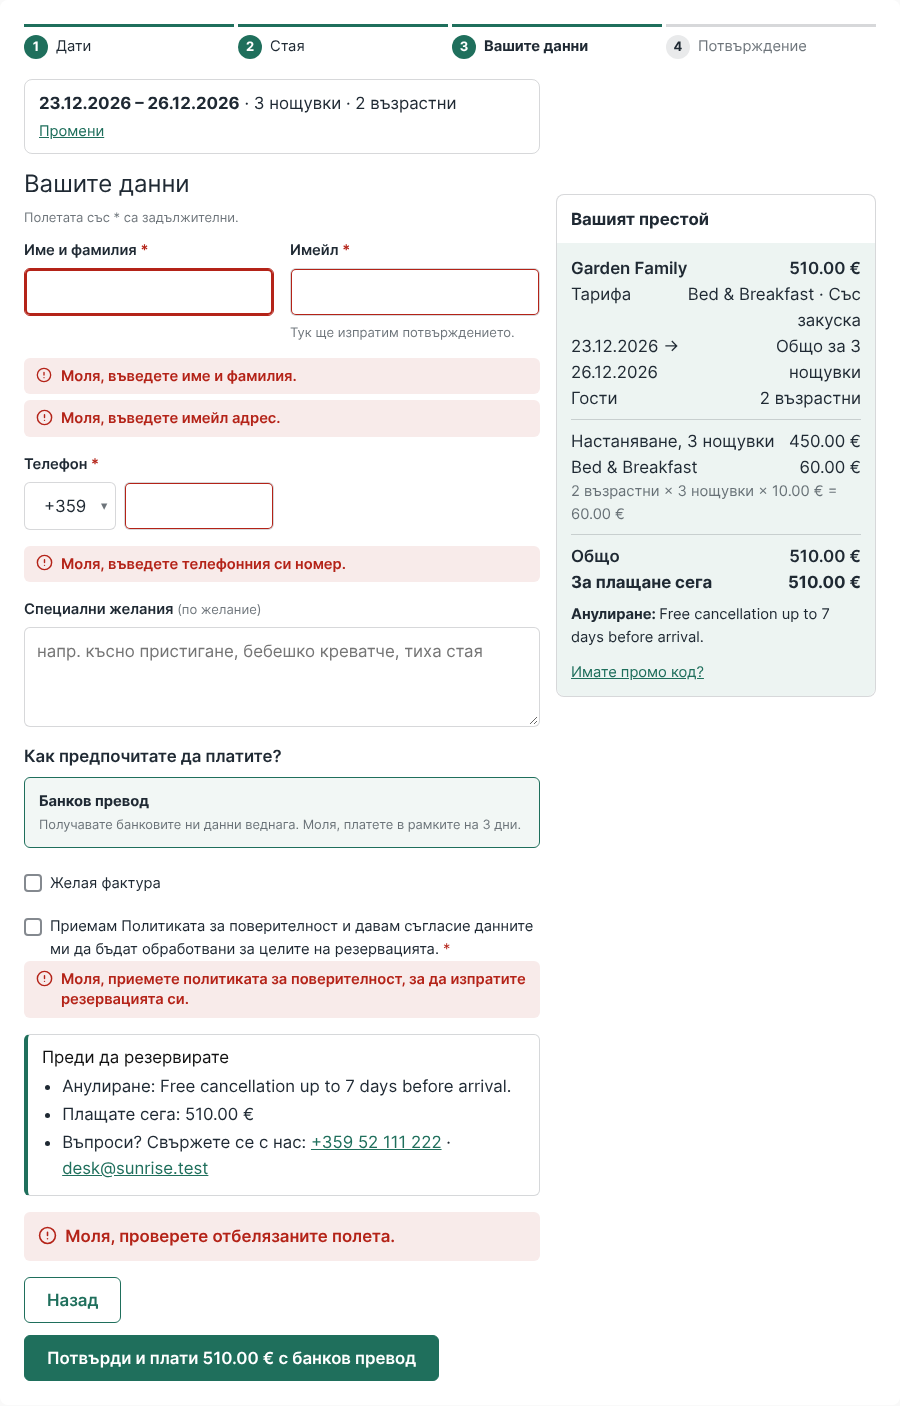 1 Дати
2 Стая
3 Вашите данни
4 Потвърждение
23.12.2026 – 26.12.2026 · 3 нощувки · 2 възрастни
Промени
Вашите данни
Полетата със * са задължителни.
Име и фамилия *
Имейл *
Тук ще изпратим потвърждението.
Моля, въведете име и фамилия.
Моля, въведете имейл адрес.
Телефон *
+359
Моля, въведете телефонния си номер.
Специални желания (по желание)
напр. късно пристигане, бебешко креватче, тиха стая
Как предпочитате да платите?
Банков превод
Получавате банковите ни данни веднага. Моля, платете в рамките на 3 дни.
Желая фактура
Приемам Политиката за поверителност и давам съгласие данните
ми да бъдат обработвани за целите на резервацията. *
Моля, приемете политиката за поверителност, за да изпратите
резервацията си.
Преди да резервирате
• Анулиране: Free cancellation up to 7 days before arrival.
• Плащате сега: 510.00 €
• Въпроси? Свържете се с нас: +359 52 111 222 ·
desk@sunrise.test
Моля, проверете отбелязаните полета.
Назад
Потвърди и плати 510.00 € с банков превод
Вашият престой
Garden Family 510.00 €
Тарифа Bed & Breakfast · Със
закуска
23.12.2026 → Общо за 3
26.12.2026 нощувки
Гости 2 възрастни
Настаняване, 3 нощувки 450.00 €
Bed & Breakfast 60.00 €
2 възрастни × 3 нощувки × 10.00 € =
60.00 €
Общо 510.00 €
За плащане сега 510.00 €
Анулиране: Free cancellation up to 7
days before arrival.
Имате промо код?